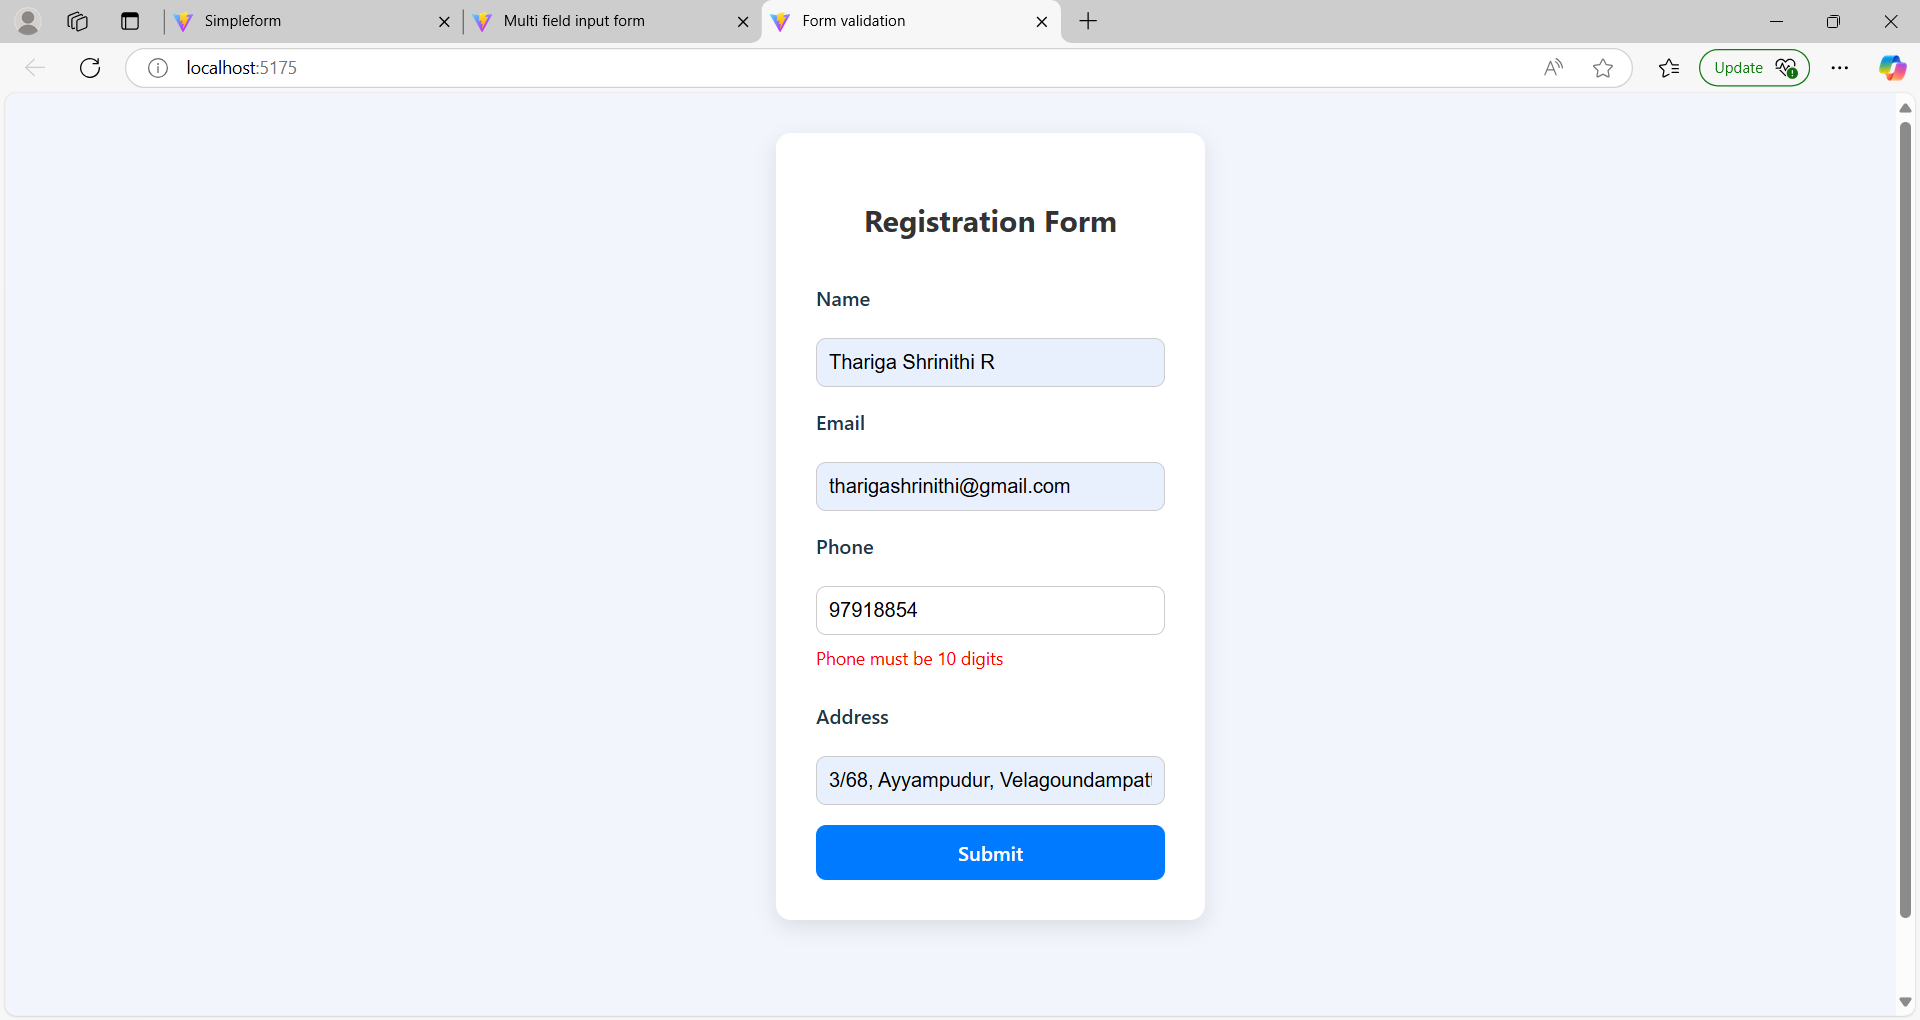 Simpleform
Multi field input form
Form validation
localhost:5175
Update
Registration Form
Name
Thariga Shrinithi R
Email
tharigashrinithi@gmail.com
Phone
97918854
Phone must be 10 digits
Address
3/68, Ayyampudur, Velagoundampatt
Submit